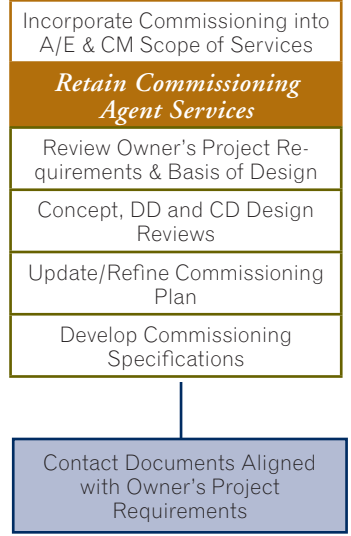 Incorporate Commissioning into
A/E & CM Scope of Services
Retain Commissioning
Agent Services
Review Owner's Project Re-
quirements & Basis of Design
Concept, DD and CD Design
Reviews
Update/Refine Commissioning
Plan
Develop Commissioning
Specifications
Contact Documents Aligned
with Owner's Project
Requirements